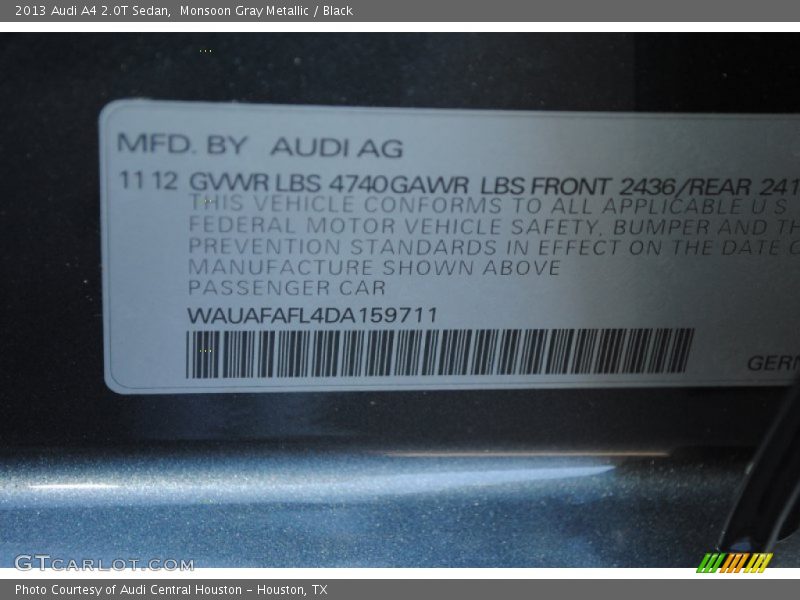 2013 Audi A4 2.0T Sedan,  Monsoon Gray Metallic / Black
MFD. BY AUDI AG
11 12 GVWR LBS 4740 GAWR LBS FRONT 2436/REAR 241
THIS VEHICLE CONFORMS TO ALL APPLICABLE U S
FEDERAL MOTOR VEHICLE SAFETY, BUMPER AND TH
PREVENTION STANDARDS IN EFFECT ON THE DATE O
MANUFACTURE SHOWN ABOVE
PASSENGER CAR
WAUAFAFL4DA159711
GERM
GTCARLOT.COM
Photo Courtesy of Audi Central Houston – Houston, TX